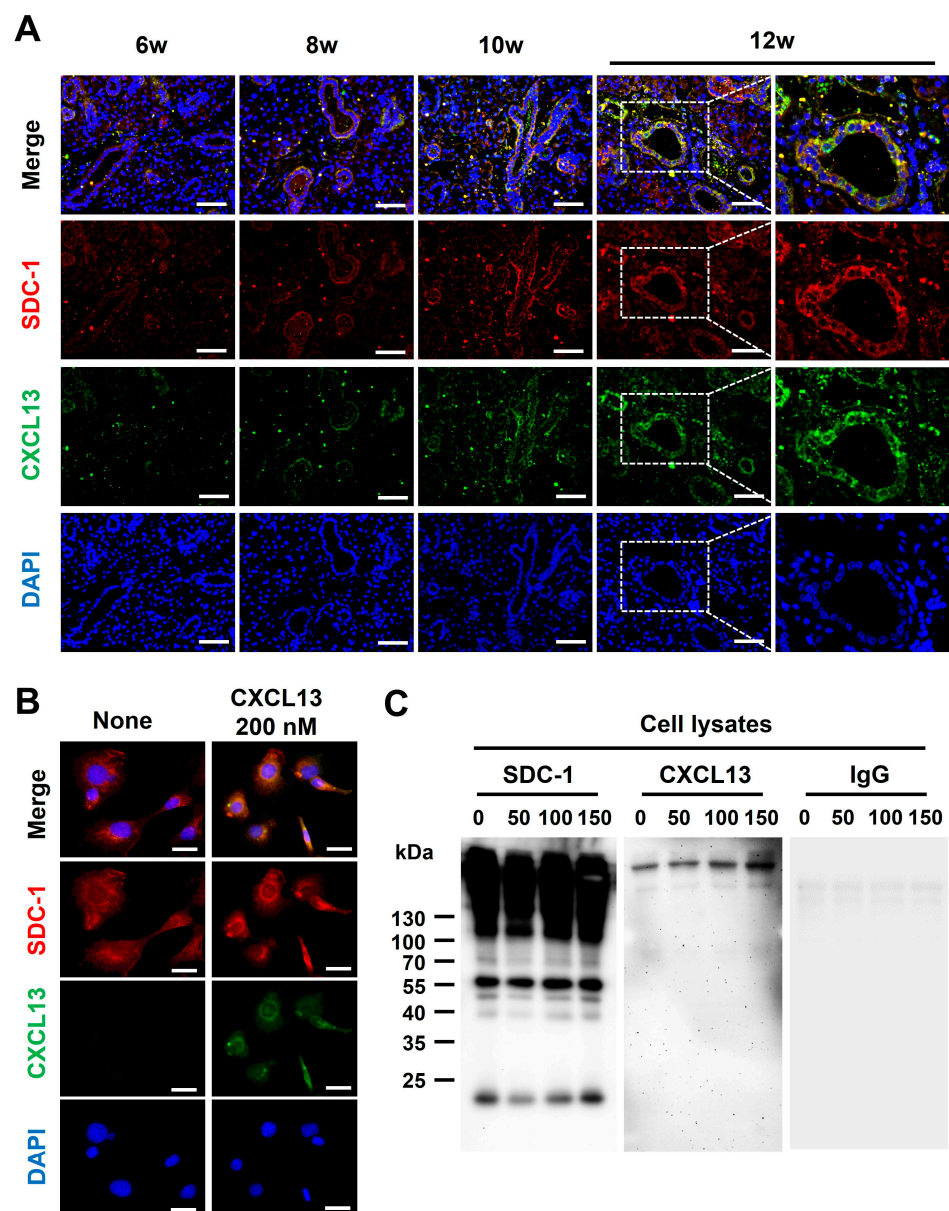 A
6w 8w 10w 12w
Merge
SDC-1
CXCL13
DAPI
B
None
CXCL13
200 nM
Merge
SDC-1
CXCL13
DAPI
C
Cell lysates
SDC-1 CXCL13 IgG
0 50 100 150 0 50 100 150 0 50 100 150
kDa
130
100
70
55
40
35
25